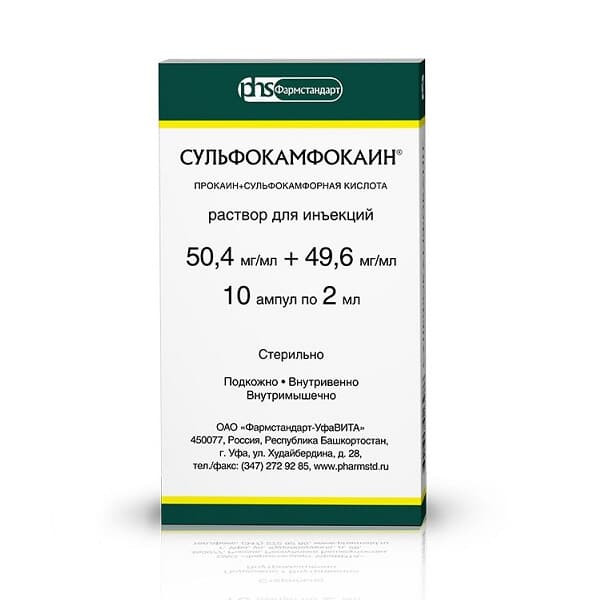 phs Фармстандарт
СУЛЬФОКАМФОКАИН®
ПРОКАИН+СУЛЬФОКАМФОРНАЯ КИСЛОТА
раствор для инъекций
50,4 мг/мл + 49,6 мг/мл
10 ампул по 2 мл
Стерильно
Подкожно • Внутривенно
Внутримышечно
ОАО «Фармстандарт-УфаВИТА»
450077, Россия, Республика Башкортостан,
г. Уфа, ул. Худайбердина, д. 28,
тел./факс: (347) 272 92 85, www.pharmstd.ru